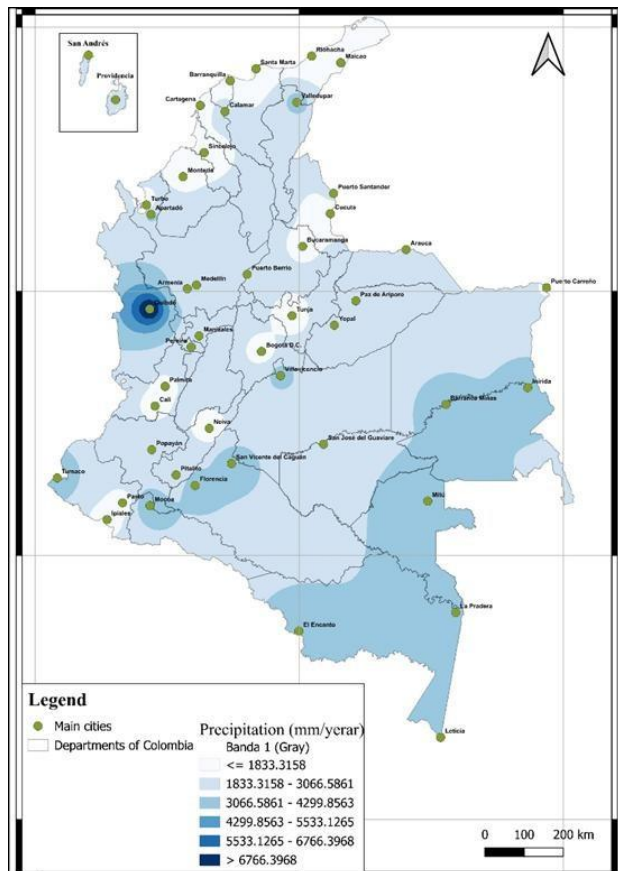 San Andrés
Providencia
Riohacha
Santa Marta
Maicao
Barranquilla
Valledupar
Cartagena
Calamar
Sincelejo
Montería
Puerto Santander
Turbo
Cucuta
Apartadó
Bucaramanga
Arauca
Puerto Berrio
Puerto Carreño
Armenia
Medellin
Paz de Ariporo
Quibdó
Tunja
Yopal
Manizales
Pereira
Bogotá D.C.
Villavicencio
Palmira
Inirida
Barranco Minas
Cali
Neiva
San José del Guaviare
Popayán
San Vicente del Caguán
Tumaco
Pitalito
Florencia
Pasto
Mocoa
Mitú
Ipiales
La Pradera
El Encanto
Leticia
Legend
Main cities
Departments of Colombia
Precipitation (mm/yerar)
Banda 1 (Gray)
<= 1833.3158
1833.3158 - 3066.5861
3066.5861 - 4299.8563
4299.8563 - 5533.1265
5533.1265 - 6766.3968
> 6766.3968
0 100 200 km